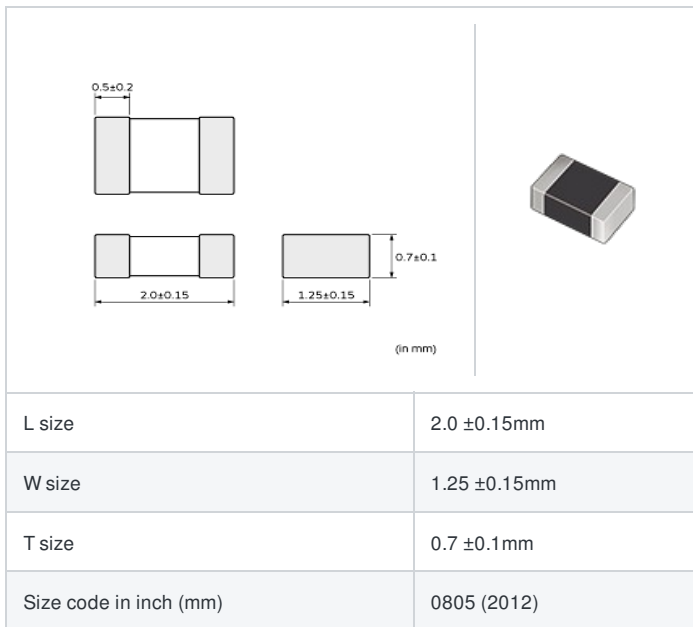 0.5±0.2
0.7±0.1
2.0±0.15
1.25±0.15
(in mm)
L size
2.0 ±0.15mm
W size
1.25 ±0.15mm
T size
0.7 ±0.1mm
Size code in inch (mm)
0805 (2012)